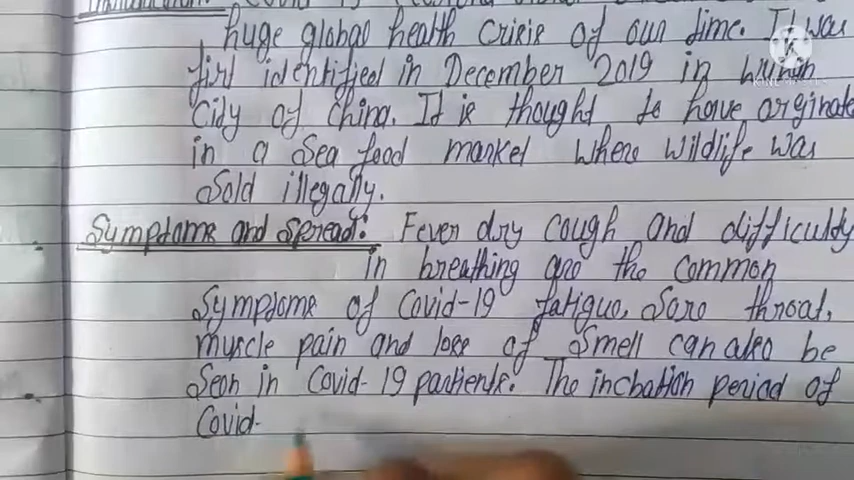 huge global health crisis of our time. It was
first identified in December 2019 in Wuhan
City of China. It is thought to have orginate
in a Sea food market where wildlife was
Sold illegally.
Symptoms and Spread: Fever dry cough and difficulty
in breathing are the common
Symptoms of Covid-19 fatigue, Sore throat,
muscle pain and loss of Smell can also be
Seen in Covid-19 patients. The incbation period of
Covid-